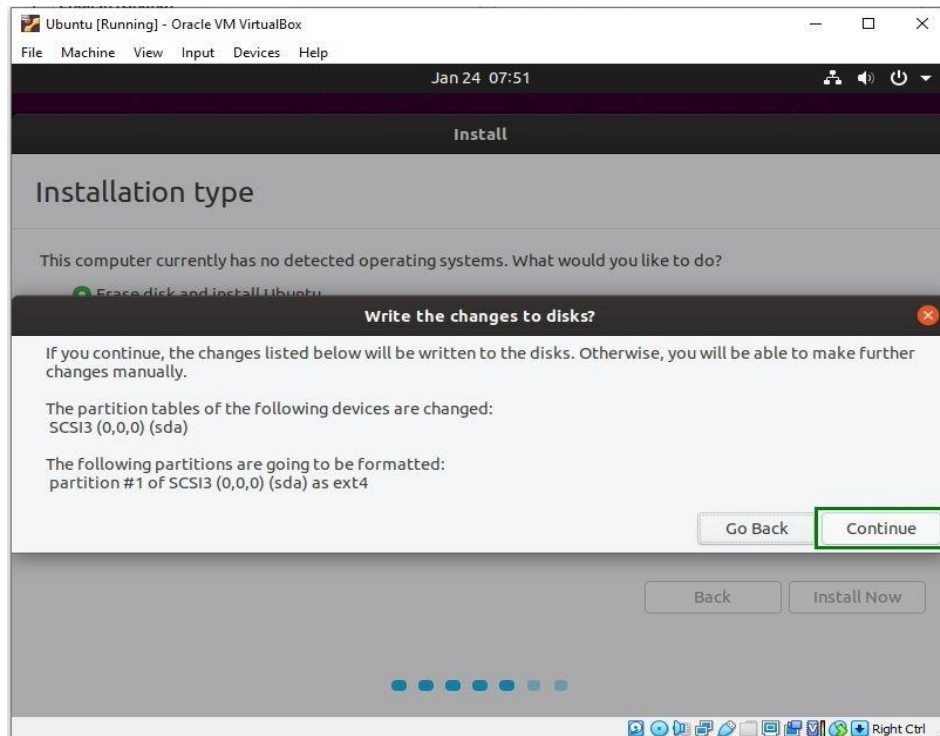 Ubuntu [Running] - Oracle VM VirtualBox
File Machine View Input Devices Help
Jan 24 07:51
Install
Installation type
This computer currently has no detected operating systems. What would you like to do?
Erase disk and install Ubuntu
Write the changes to disks?
If you continue, the changes listed below will be written to the disks. Otherwise, you will be able to make further
changes manually.
The partition tables of the following devices are changed:
SCSI3 (0,0,0) (sda)
The following partitions are going to be formatted:
partition #1 of SCSI3 (0,0,0) (sda) as ext4
Go Back Continue
Back Install Now
Right Ctrl